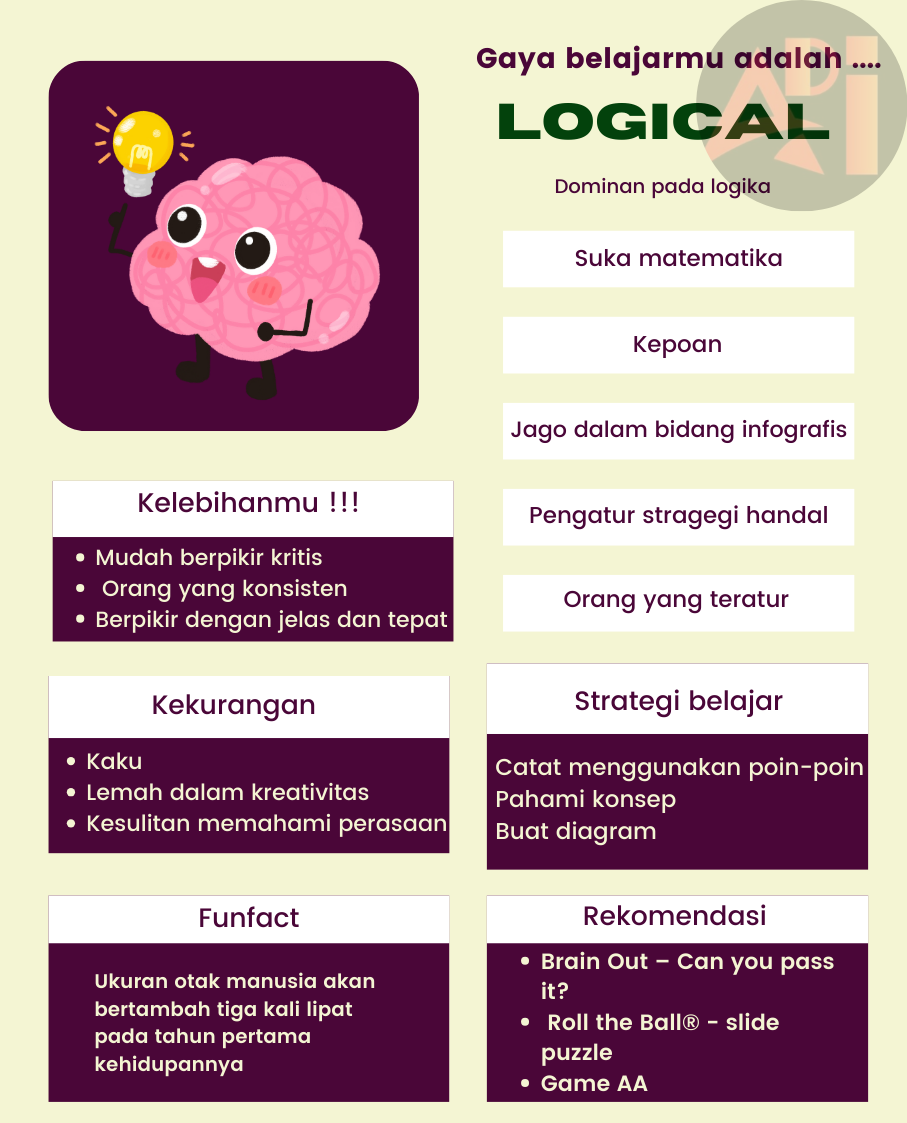 Gaya belajarmu adalah ....
LOGICAL
Dominan pada logika
Suka matematika
Kepoan
Jago dalam bidang infografis
Pengatur stragegi handal
Orang yang teratur
Kelebihanmu !!!
• Mudah berpikir kritis
• Orang yang konsisten
• Berpikir dengan jelas dan tepat
Kekurangan
• Kaku
• Lemah dalam kreativitas
• Kesulitan memahami perasaan
Strategi belajar
Catat menggunakan poin-poin
Pahami konsep
Buat diagram
Funfact
Ukuran otak manusia akan
bertambah tiga kali lipat
pada tahun pertama
kehidupannya
Rekomendasi
• Brain Out – Can you pass
it?
• Roll the Ball® - slide
puzzle
• Game AA